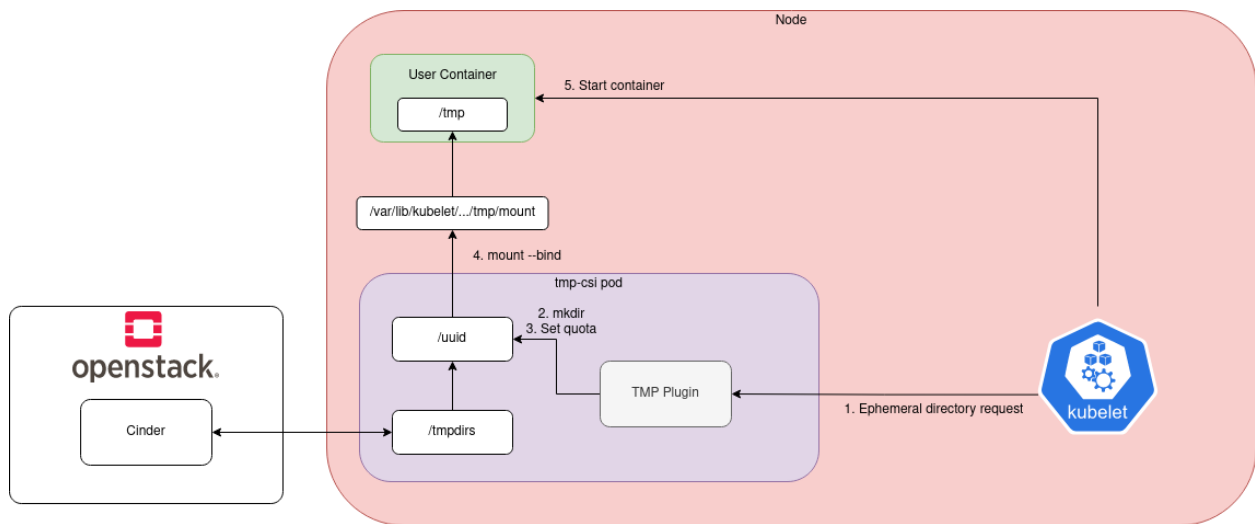 Node
User Container
/tmp
5. Start container
/var/lib/kubelet/.../tmp/mount
4. mount --bind
tmp-csi pod
2. mkdir
3. Set quota
/uuid
TMP Plugin
1. Ephemeral directory request
kubelet
openstack.
Cinder
/tmpdirs